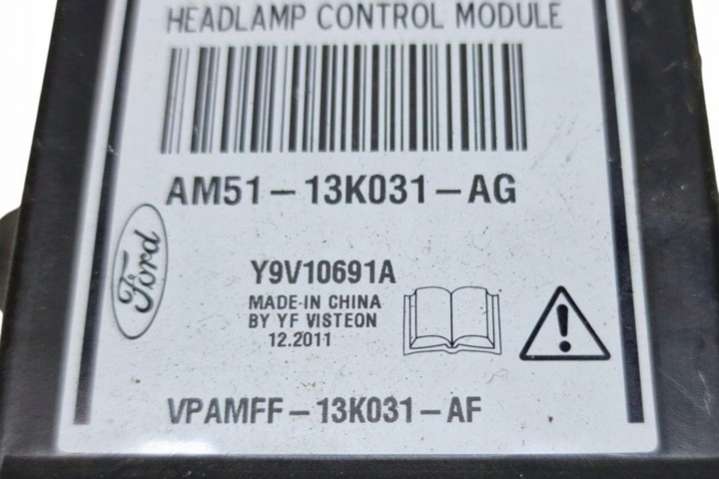 HEADLAMP CONTROL MODULE
AM51-13K031-AG
Ford
Y9V10691A
MADE-IN CHINA
BY YF VISTEON
12.2011
VPAMFF-13K031-AF